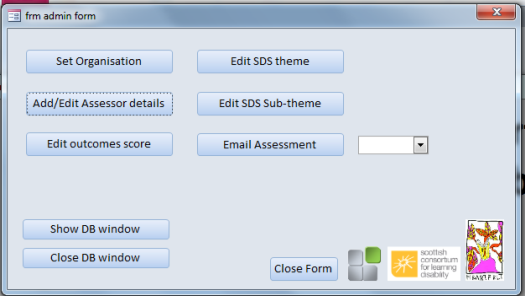 frm admin form
Set Organisation
Edit SDS theme
Add/Edit Assessor details
Edit SDS Sub-theme
Edit outcomes score
Email Assessment
Show DB window
Close DB window
Close Form
scottish
consortium
for learning
disability